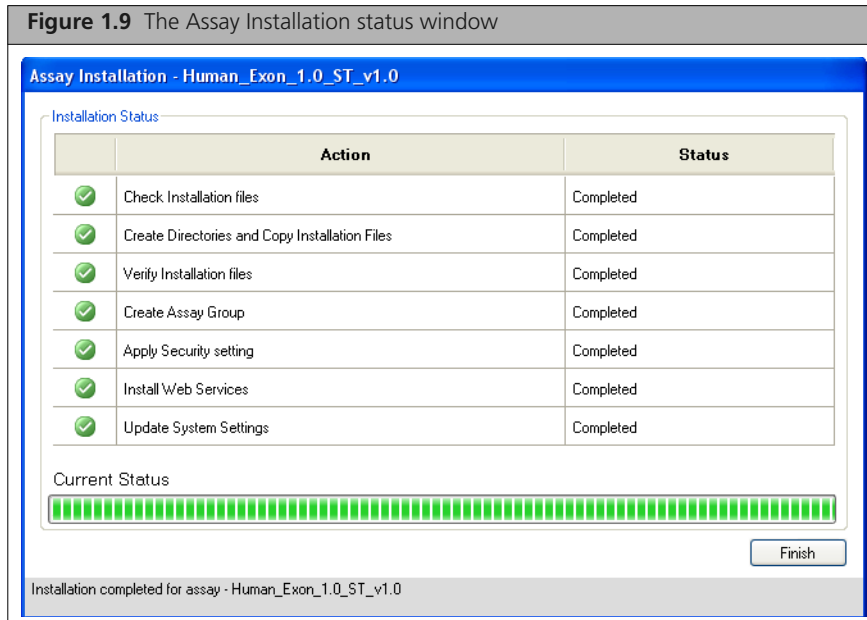 Figure 1.9 The Assay Installation status window
Assay Installation - Human_Exon_1.0_ST_v1.0
Installation Status
Action Status
Check Installation files Completed
Create Directories and Copy Installation Files Completed
Verify Installation files Completed
Create Assay Group Completed
Apply Security setting Completed
Install Web Services Completed
Update System Settings Completed
Current Status
Finish
Installation completed for assay - Human_Exon_1.0_ST_v1.0